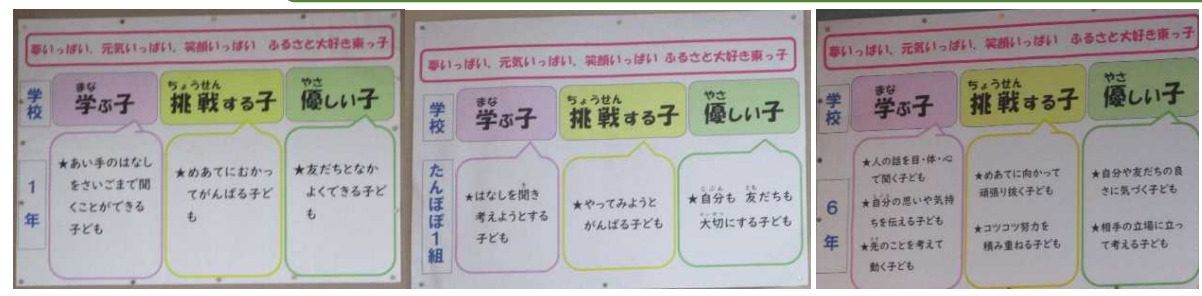 夢いっぱい、元気いっぱい、笑顔いっぱい ふるさと大好き東っ子
学校
まな
学ぶ子
ちょうせん
挑戦する子
やさ
優しい子
1年
★あい手のはなし
をさいごまで聞
くことができる
子ども
★めあてにむかっ
てがんばる子ど
も
★友だちとなか
よくできる子ど
も
夢いっぱい、元気いっぱい、笑顔いっぱい ふるさと大好き東っ子
学校
まな
学ぶ子
ちょうせん
挑戦する子
やさ
優しい子
たんぽぽ1組
★はなしを聞き
考えようとする
子ども
★やってみようと
がんばる子ども
じぶん とも
★自分も 友だちも
たいせつ
大切にする子ども
夢いっぱい、元気いっぱい、笑顔いっぱい ふるさと大好き東っ子
学校
まな
学ぶ子
ちょうせん
挑戦する子
やさ
優しい子
6年
★人の話を目・体・心
で聞く子ども
★自分の思いや気持
ちを伝える子ども
★先のことを考えて
動く子ども
★めあてに向かって
頑張り抜く子ども
★コツコツ努力を
積み重ねる子ども
★自分や友だちの良
さに気づく子ども
★相手の立場に立っ
て考える子ども